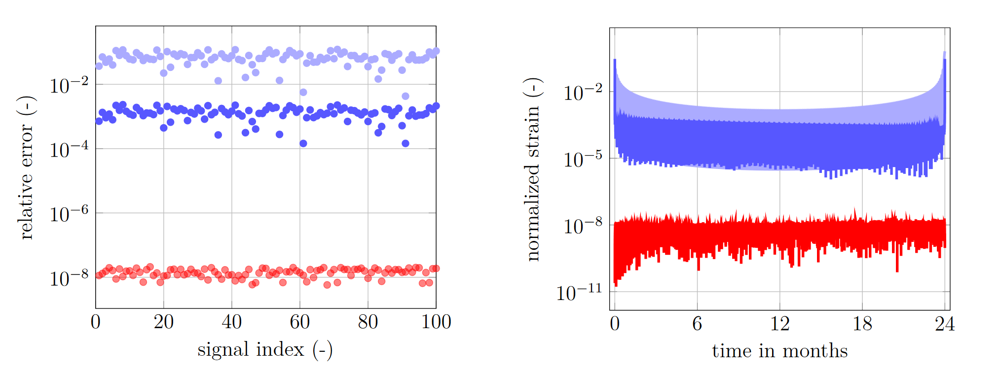 relative error (-)
10−2
10−4
10−6
10−8
0 20 40 60 80 100
signal index (-)
normalized strain (-)
10−2
10−5
10−8
10−11
0 6 12 18 24
time in months